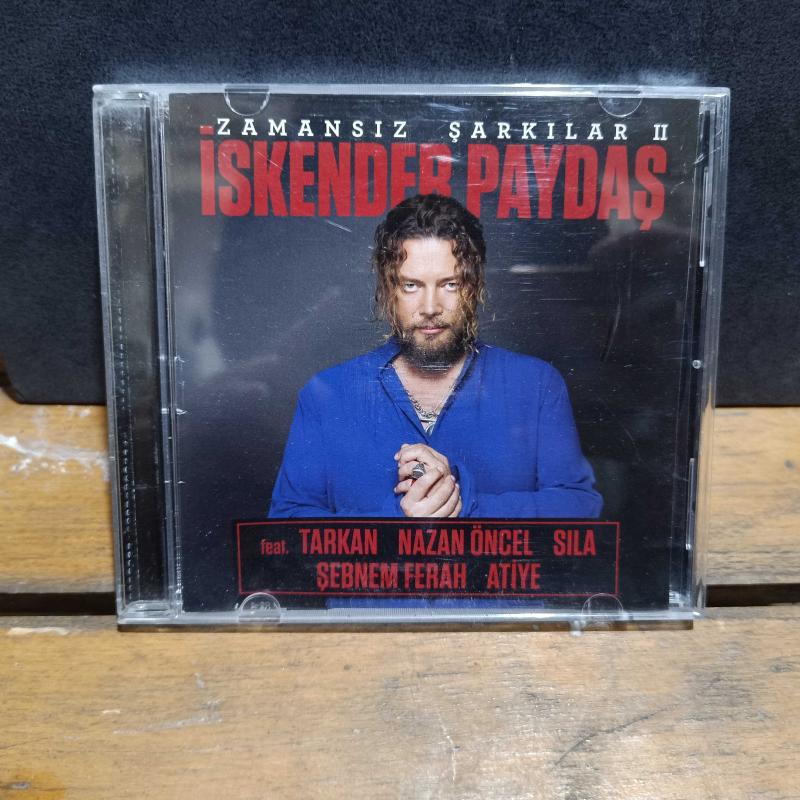 ZAMANSIZ ŞARKILAR II
İSKENDER PAYDAŞ
feat. TARKAN NAZAN ÖNCEL SILA
ŞEBNEM FERAH ATİYE